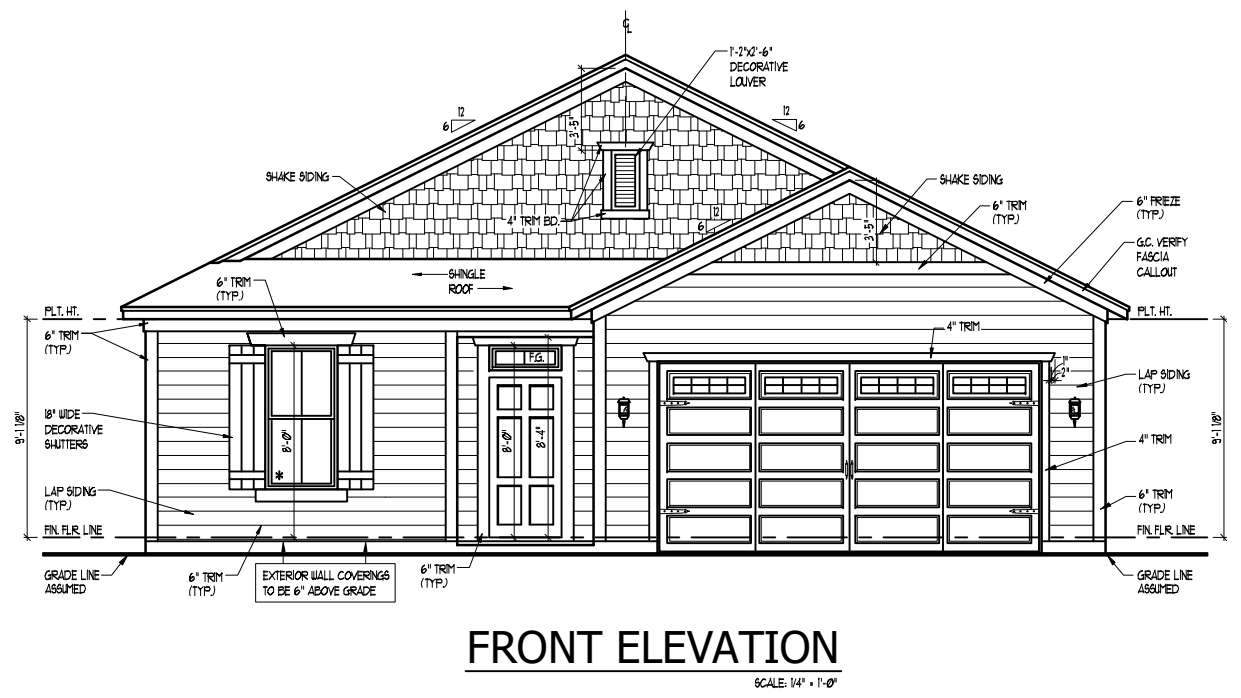 CL
1'-2"X2'-6"
DECORATIVE
LOUVER
12
6
12
6
3'-5"
SHAKE SIDING
SHAKE SIDING
4" TRIM BD.
12
6
3'-5"
6" TRIM
(TYP.)
6" FRIEZE
(TYP.)
G.C. VERIFY
FASCIA
CALLOUT
SHINGLE
ROOF
6" TRIM
(TYP.)
PLT. HT.
PLT. HT.
6" TRIM
(TYP.)
4" TRIM
F.G.
1"
2"
LAP SIDING
(TYP.)
18" WIDE
DECORATIVE
SHUTTERS
9'-1 1/8"
8'-0"
8'-0"
8'-4"
9'-1 1/8"
4" TRIM
*
LAP SIDING
(TYP.)
6" TRIM
(TYP.)
FIN. FLR. LINE
FIN. FLR. LINE
GRADE LINE
ASSUMED
6" TRIM
(TYP.)
EXTERIOR WALL COVERINGS
TO BE 6" ABOVE GRADE
6" TRIM
(TYP.)
GRADE LINE
ASSUMED
FRONT ELEVATION
SCALE: 1/4" = 1'-0"